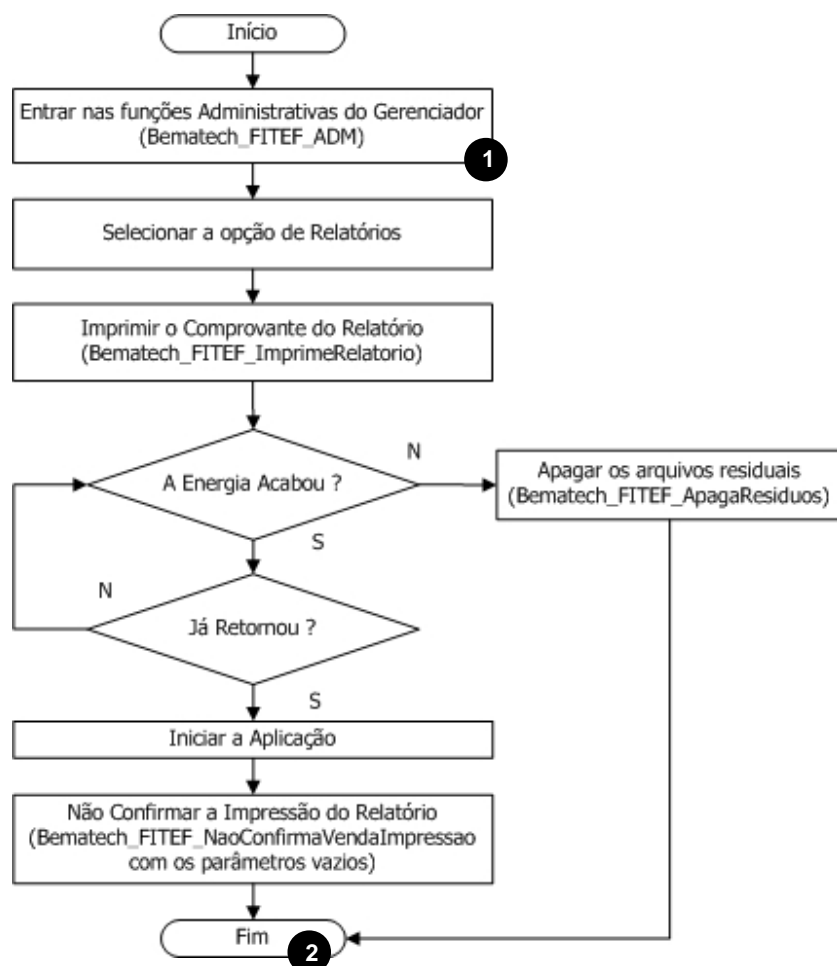 Início
Entrar nas funções Administrativas do Gerenciador
(Bematech_FITEF_ADM)
1
Selecionar a opção de Relatórios
Imprimir o Comprovante do Relatório
(Bematech_FITEF_ImprimeRelatorio)
A Energia Acabou ?
N
Apagar os arquivos residuais
(Bematech_FITEF_ApagaResiduos)
S
N
Já Retornou ?
S
Iniciar a Aplicação
Não Confirmar a Impressão do Relatório
(Bematech_FITEF_NaoConfirmaVendaImpressao
com os parâmetros vazios)
Fim
2